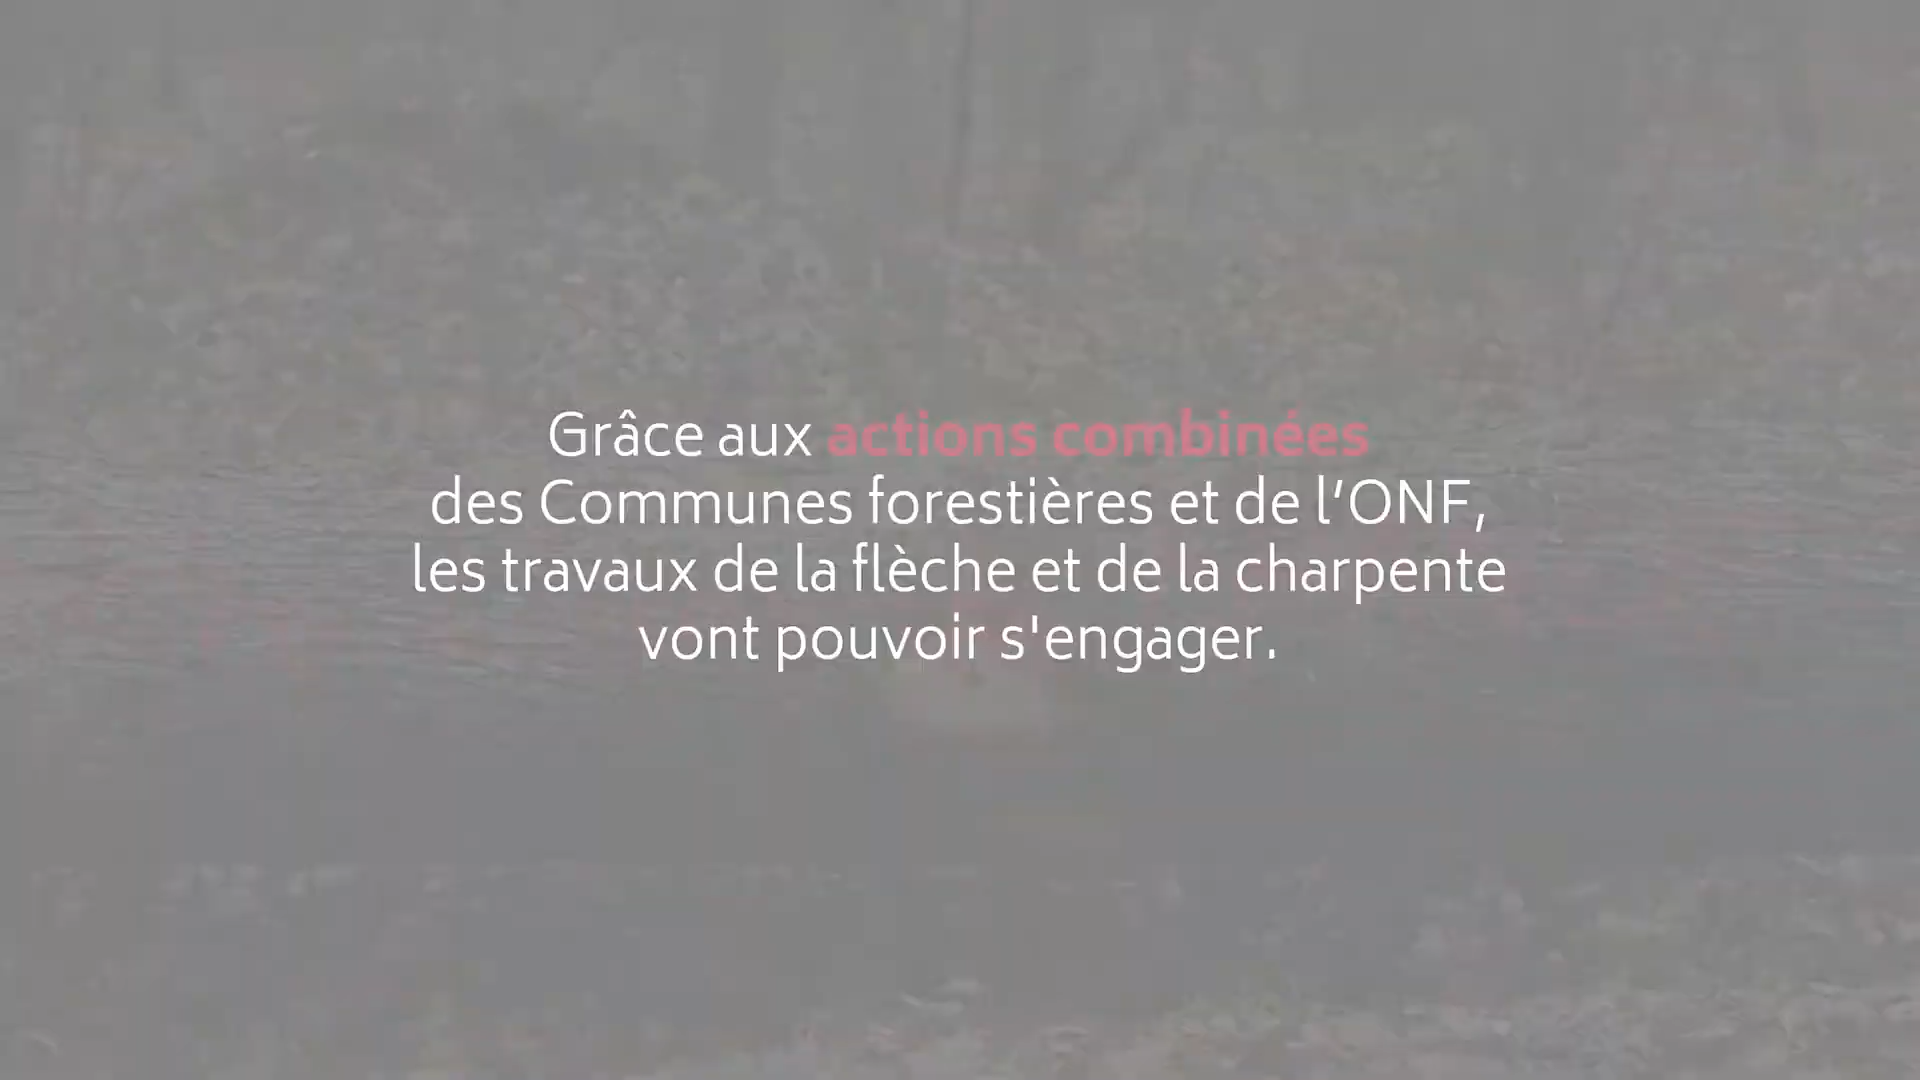 Grâce aux actions combinées
des Communes forestières et de l’ONF,
les travaux de la flèche et de la charpente
vont pouvoir s'engager.